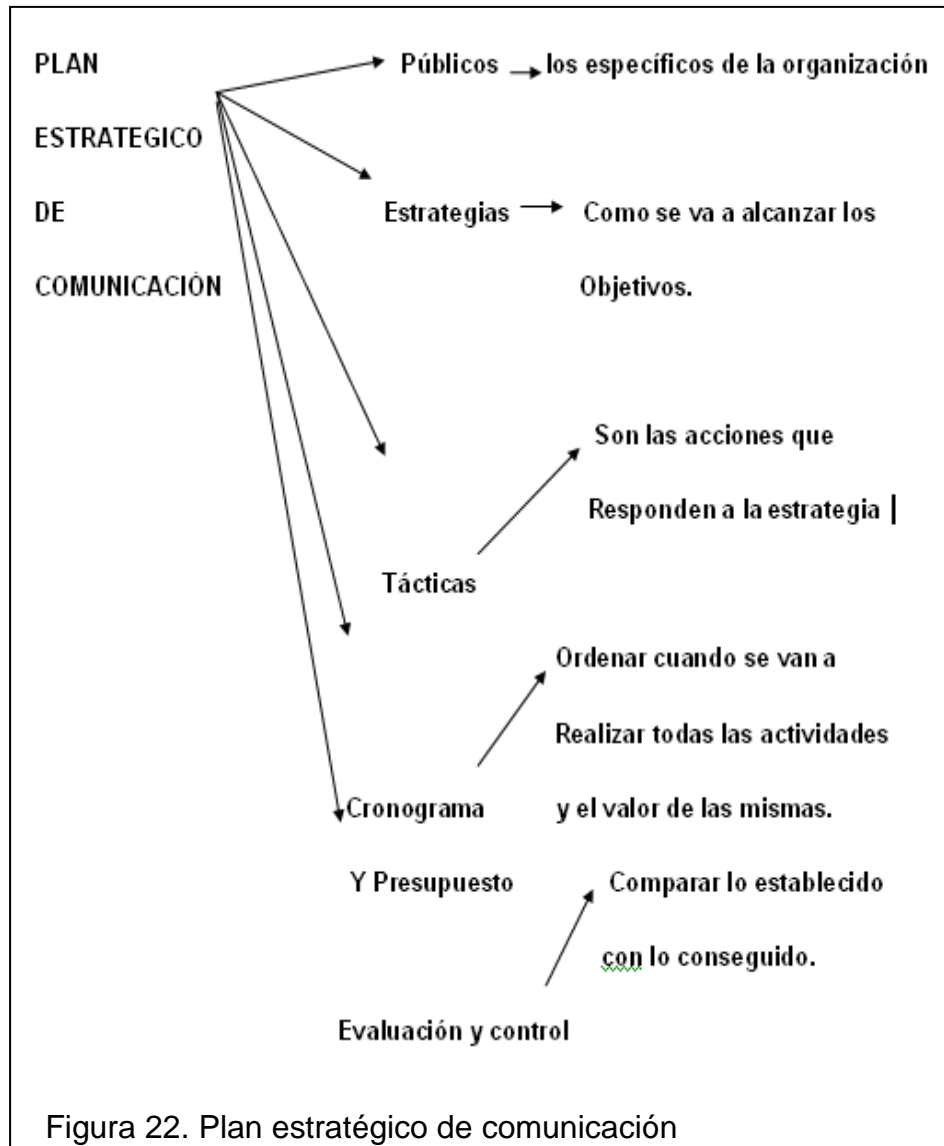 PLAN
Públicos los específicos de la organización
ESTRATEGICO
DE
Estrategias Como se va a alcanzar los
COMUNICACIÓN
Objetivos.
Son las acciones que
Responden a la estrategia
Tácticas
Ordenar cuando se van a
Realizar todas las actividades
Cronograma y el valor de las mismas.
Y Presupuesto Comparar lo establecido
con lo conseguido.
Evaluación y control
Figura 22. Plan estratégico de comunicación